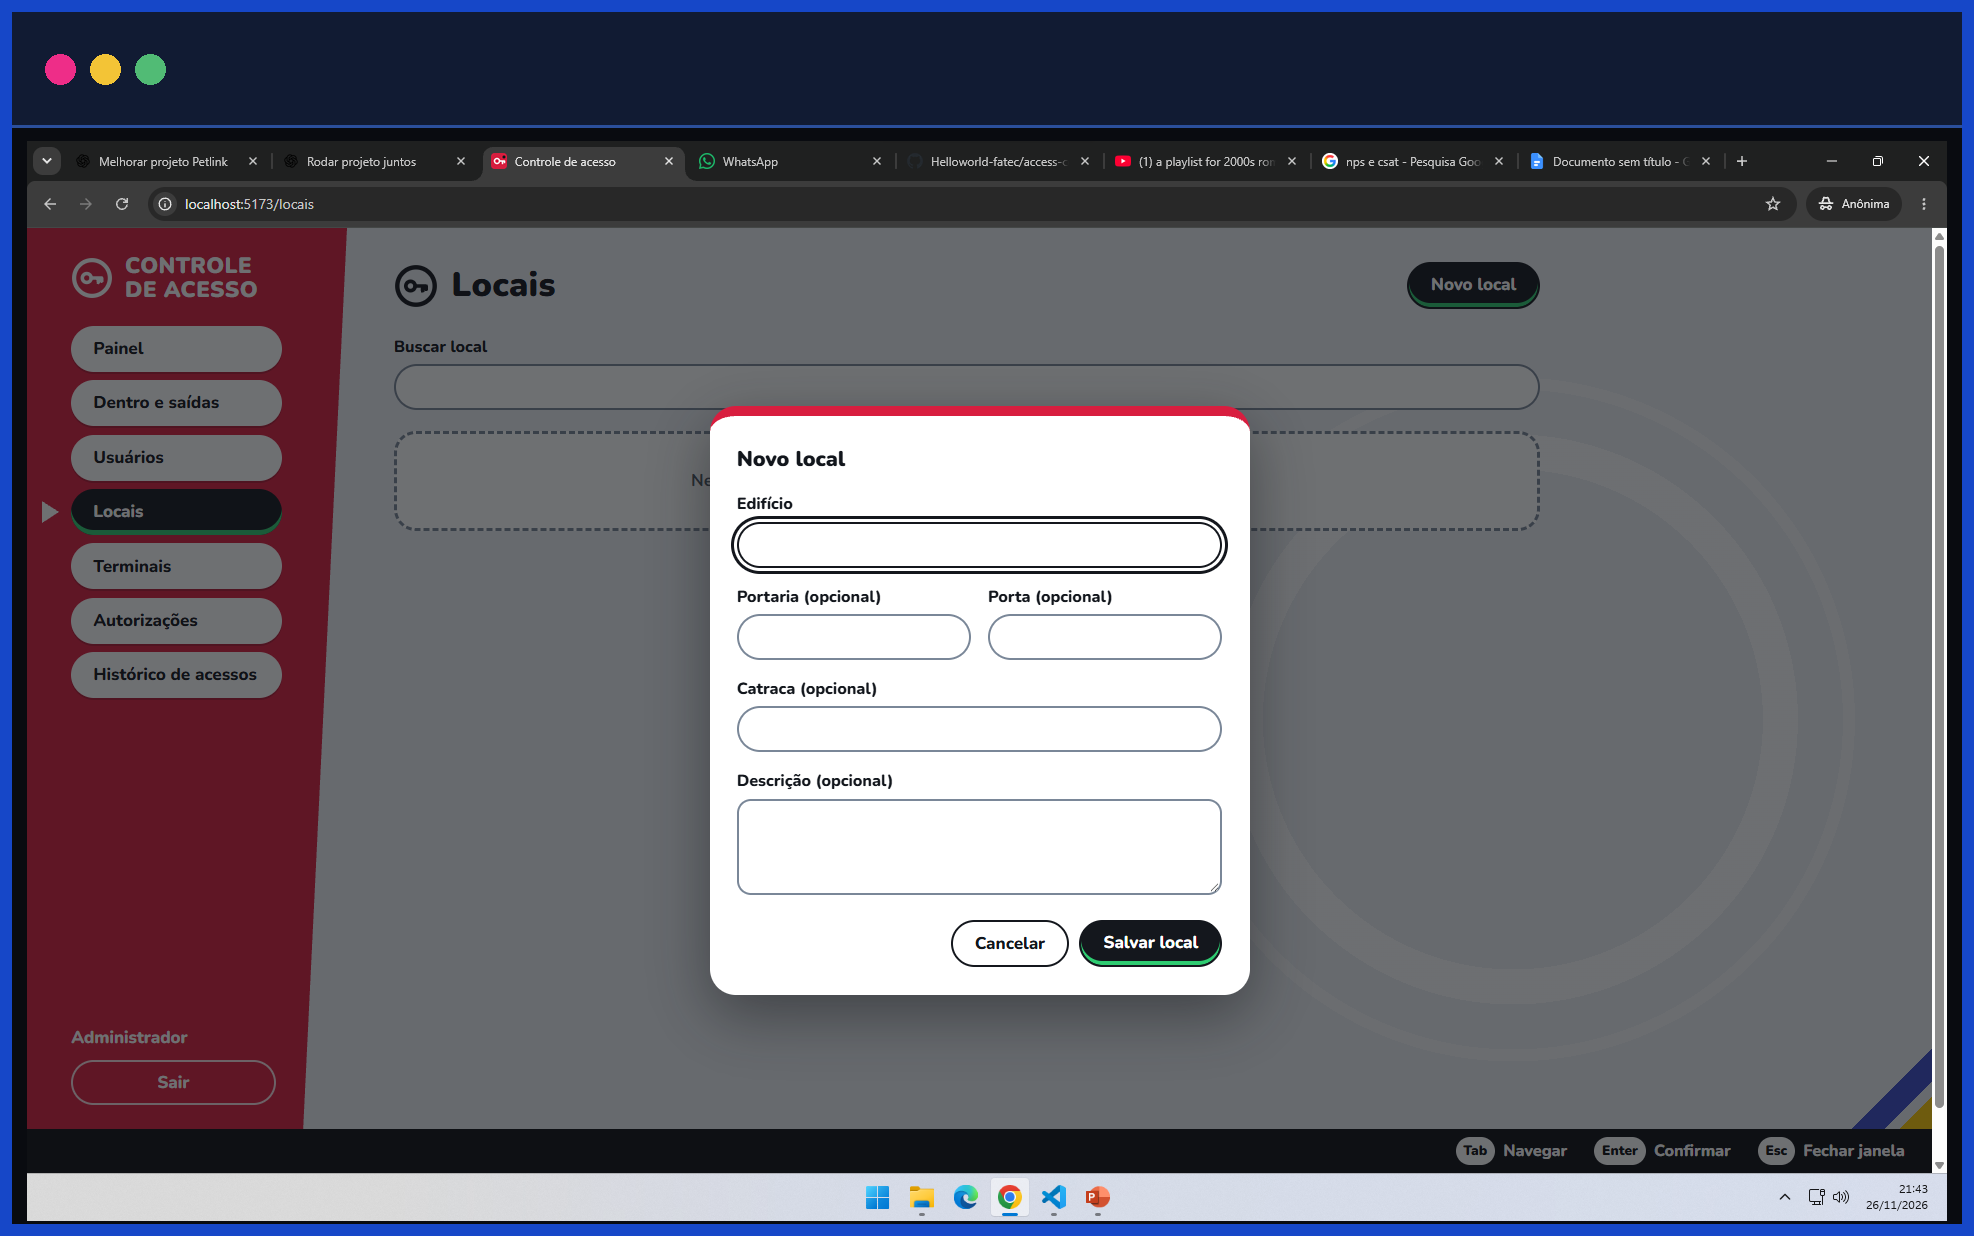 Melhorar projeto Petlink
Rodar projeto juntos
Controle de acesso
WhatsApp
Helloworld-fatec/access-c
(1) a playlist for 2000s rom
nps e csat - Pesquisa Goo
Documento sem título - G
localhost:5173/locais
Anônima
CONTROLE
DE ACESSO
Painel
Dentro e saídas
Usuários
Locais
Terminais
Autorizações
Histórico de acessos
Administrador
Sair
Locais
Novo local
Buscar local
Ne
Novo local
Edifício
Portaria (opcional)
Porta (opcional)
Catraca (opcional)
Descrição (opcional)
Cancelar
Salvar local
Tab Navegar
Enter Confirmar
Esc Fechar janela
21:43
26/11/2026